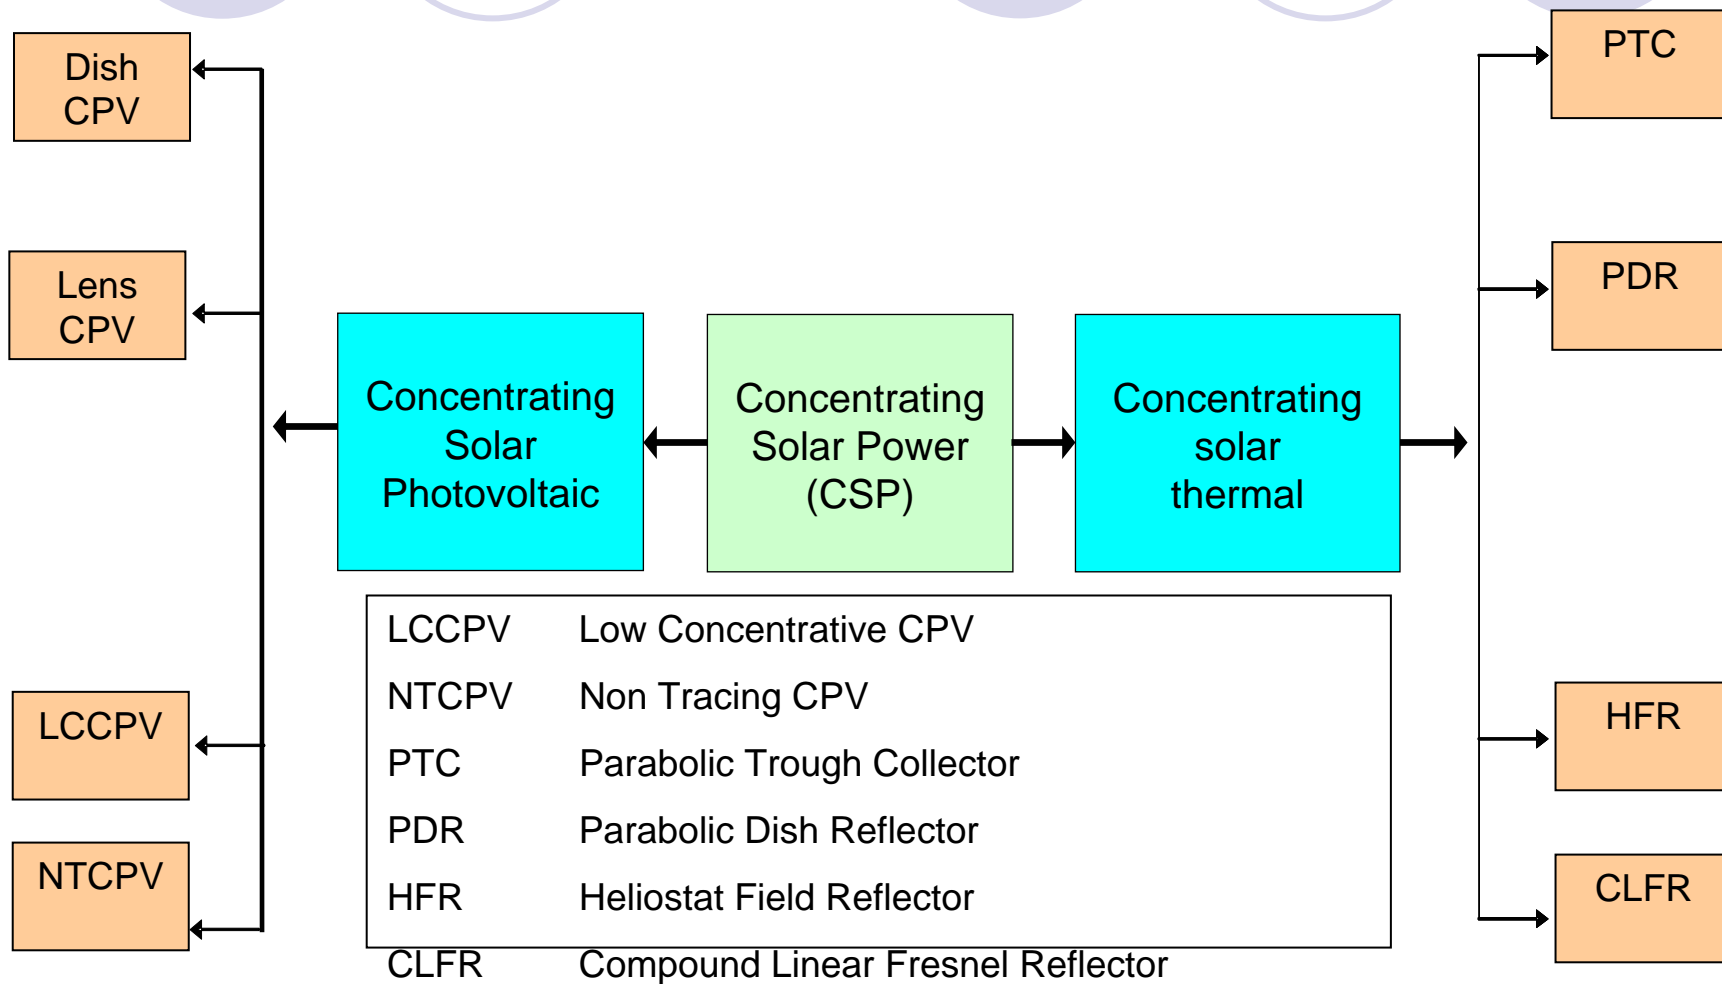 Dish
CPV
Lens
CPV
LCCPV
NTCPV
Concentrating
Solar
Photovoltaic
Concentrating
Solar Power
(CSP)
Concentrating
solar
thermal
PTC
PDR
HFR
CLFR
LCCPV Low Concentrative CPV
NTCPV Non Tracing CPV
PTC Parabolic Trough Collector
PDR Parabolic Dish Reflector
HFR Heliostat Field Reflector
CLFR Compound Linear Fresnel Reflector